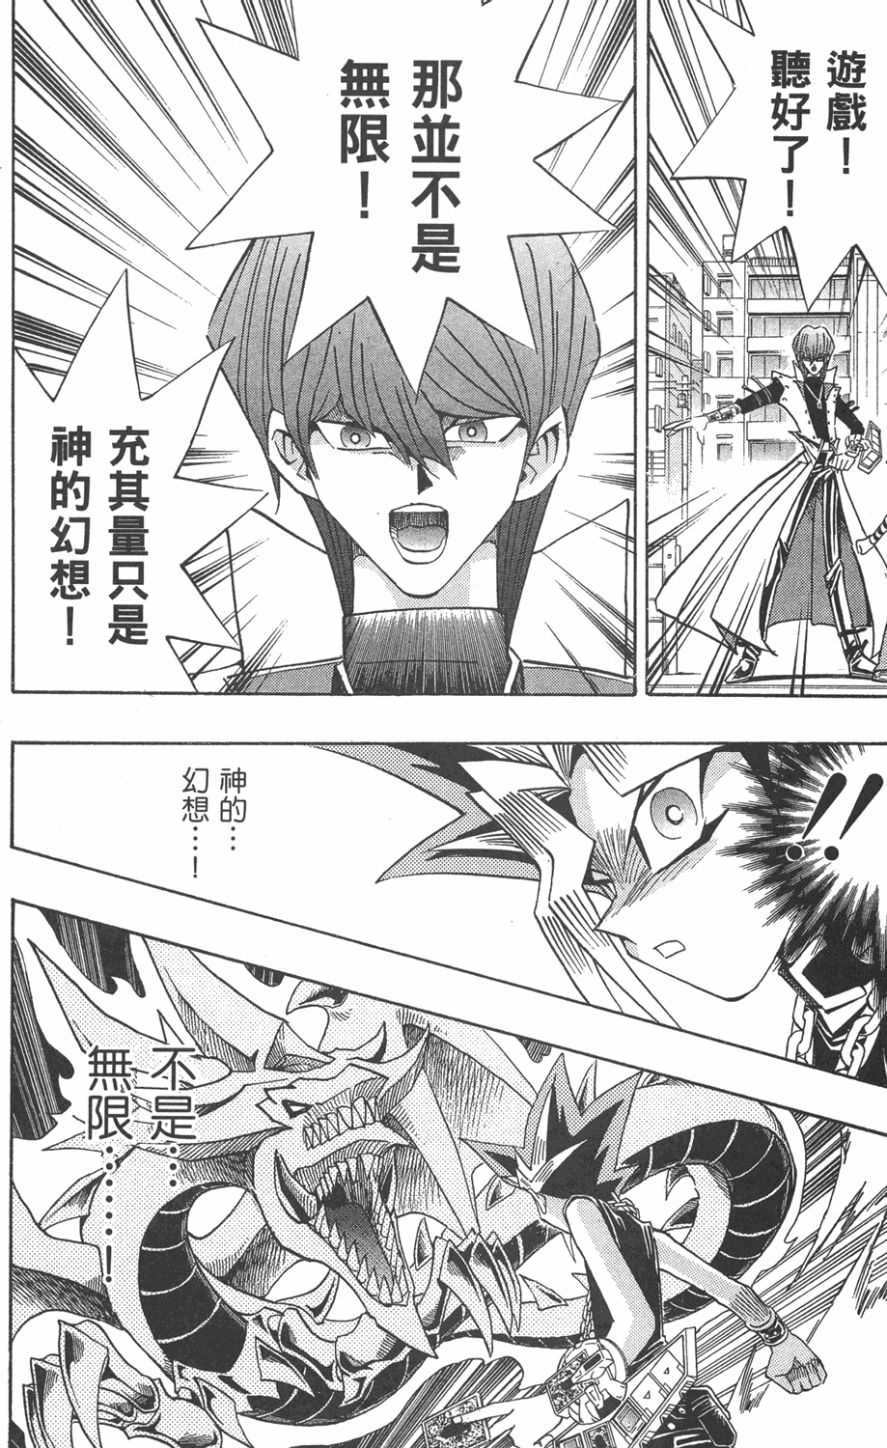 遊戲！
聽好了！
那並不是
無限！
充其量只是
神的幻想！
！！
神的…
幻想…！
不是…
無限……！